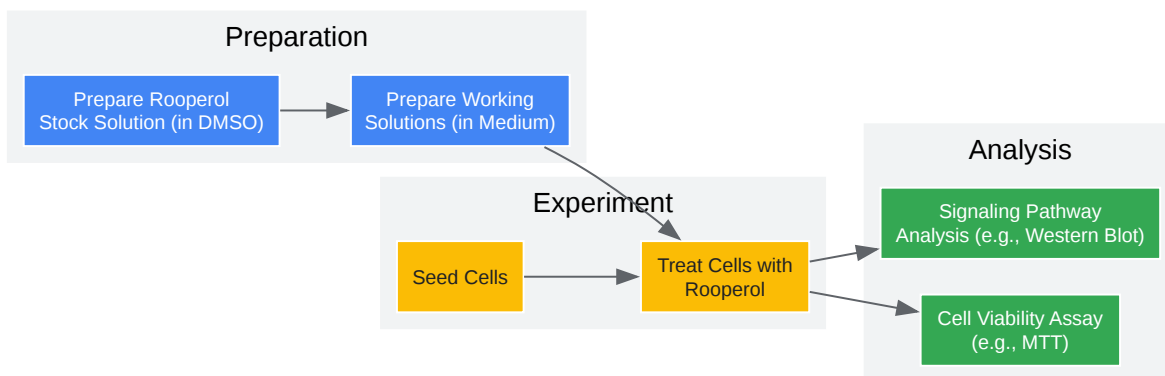 Preparation
Prepare Rooperol
Stock Solution (in DMSO)
Prepare Working
Solutions (in Medium)
Experiment
Seed Cells
Treat Cells with
Rooperol
Analysis
Signaling Pathway
Analysis (e.g., Western Blot)
Cell Viability Assay
(e.g., MTT)